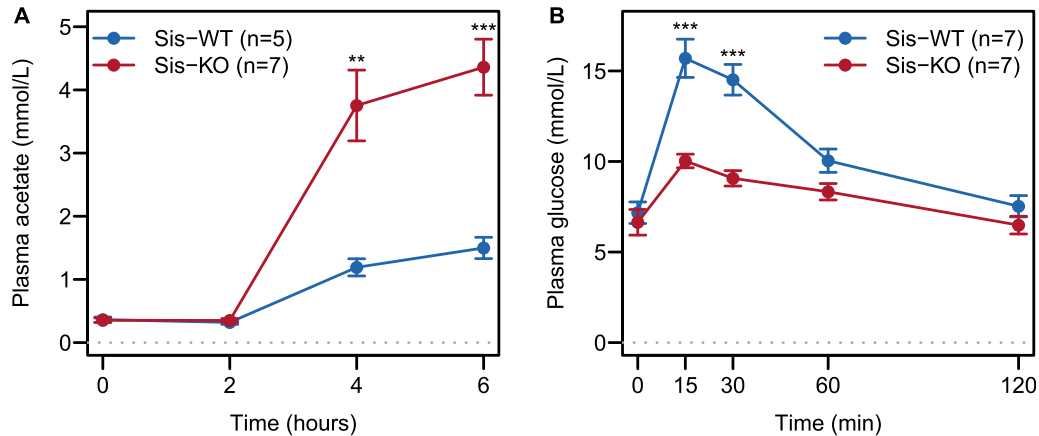 A
Plasma acetate (mmol/L)
5
4
3
2
1
0
Sis−WT (n=5)
Sis−KO (n=7)
**
***
0 2 4 6
Time (hours)
B
Plasma glucose (mmol/L)
15
10
5
0
***
***
Sis−WT (n=7)
Sis−KO (n=7)
0 15 30 60 120
Time (min)